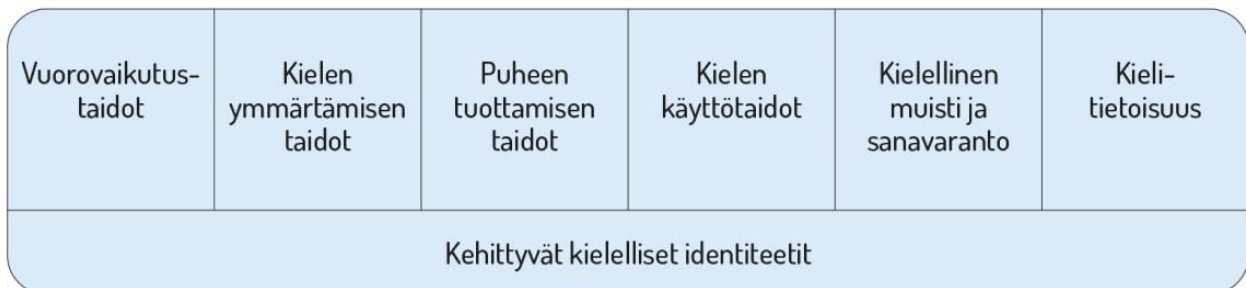 Vuorovaikutus-
taidot
Kielen
ymmärtämisen
taidot
Puheen
tuottamisen
taidot
Kielen
käyttötaidot
Kielellinen
muisti ja
sanavaranto
Kieli-
tietoisuus
Kehittyvät kielelliset identiteetit